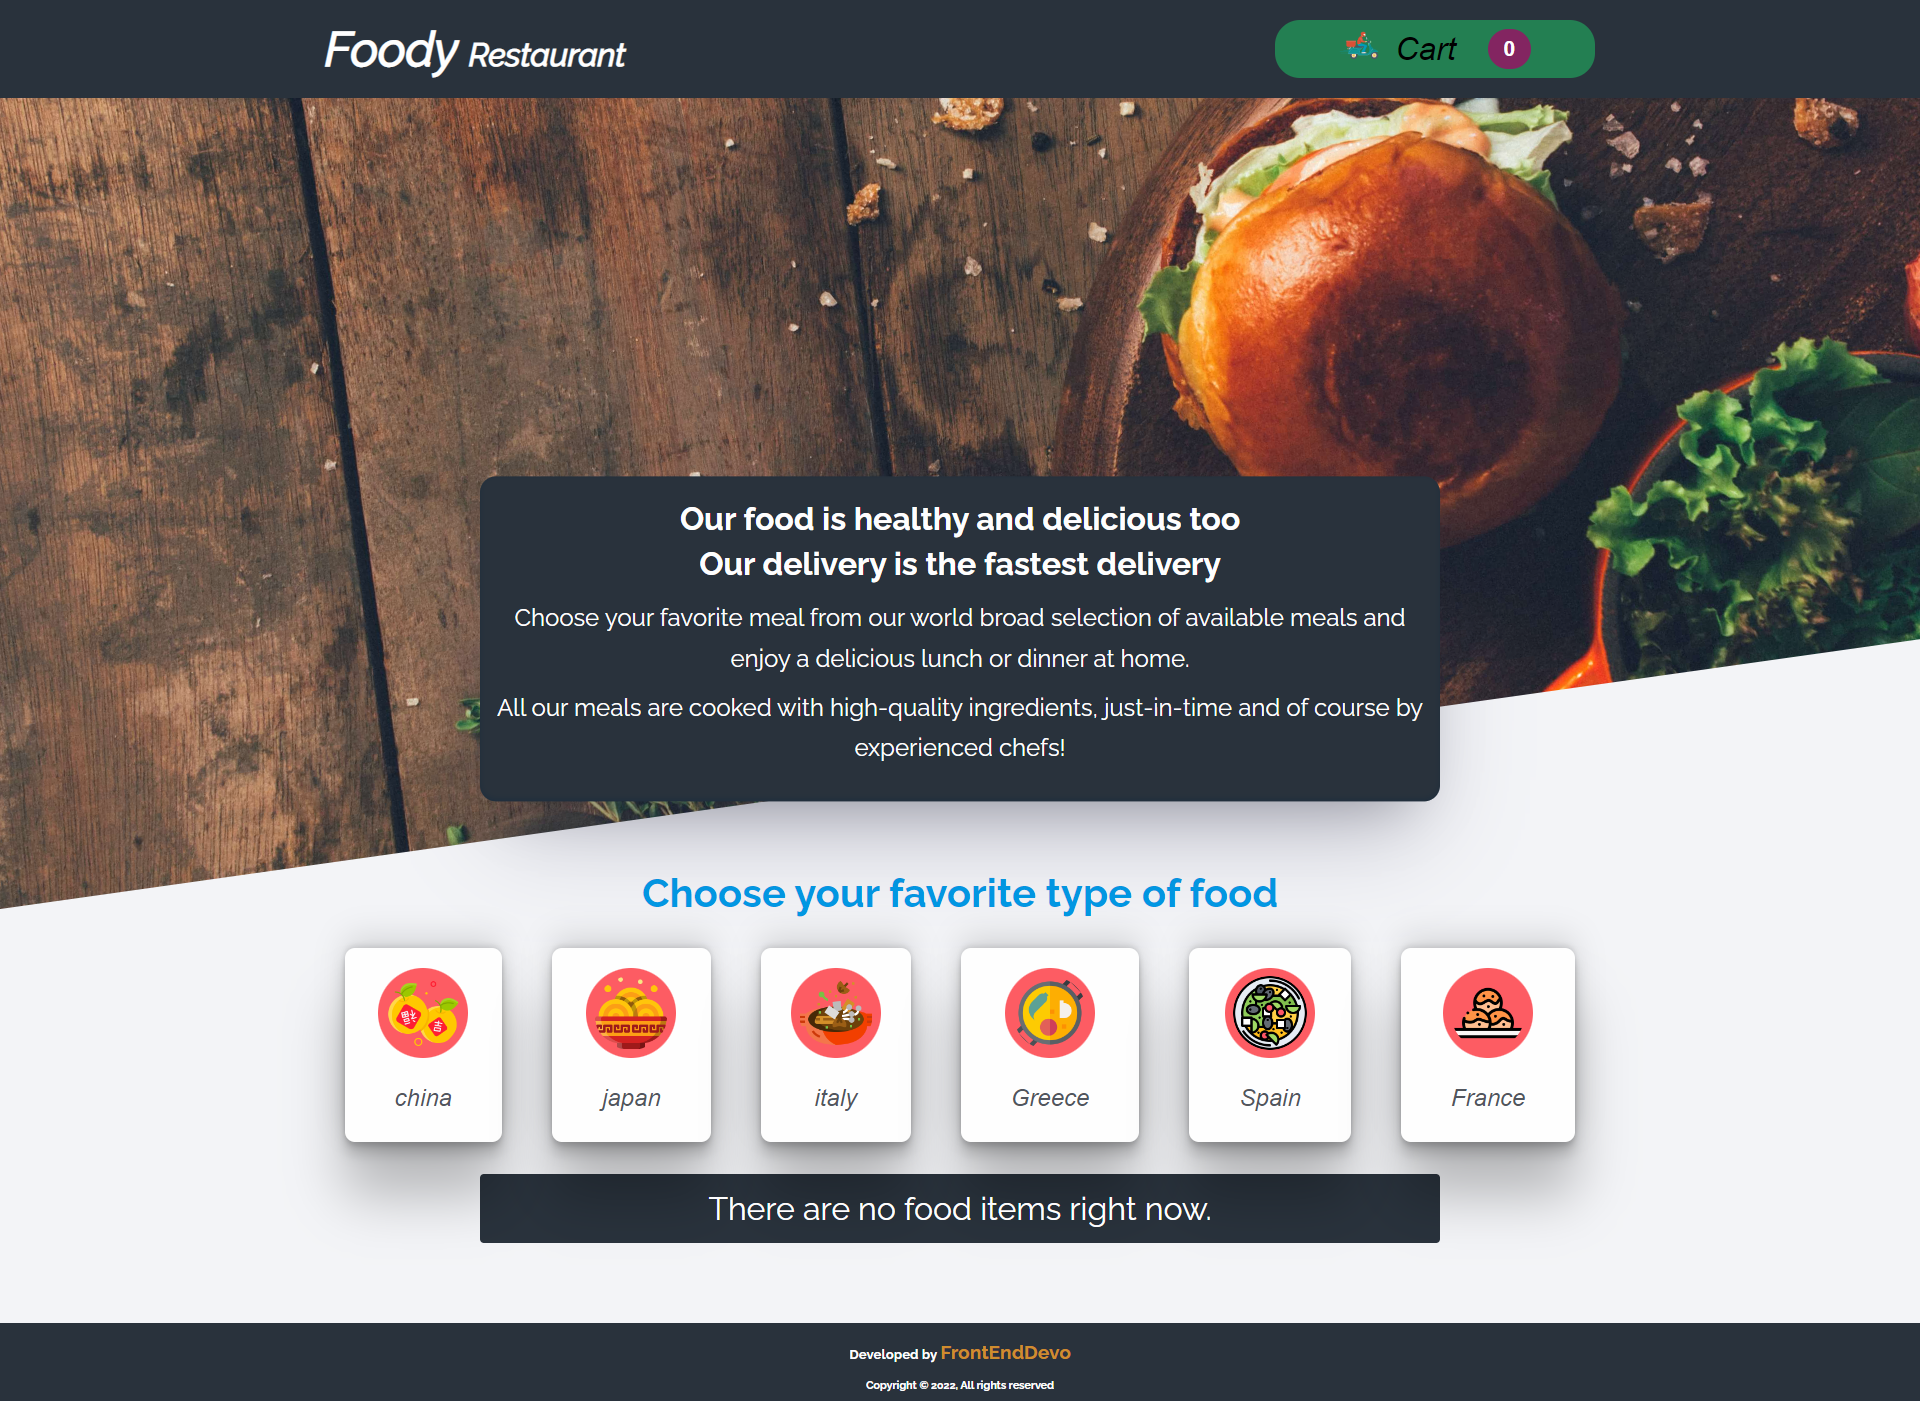 Foody Restaurant
Cart 0
Our food is healthy and delicious too
Our delivery is the fastest delivery
Choose your favorite meal from our world broad selection of available meals and
enjoy a delicious lunch or dinner at home.
All our meals are cooked with high-quality ingredients, just-in-time and of course by
experienced chefs!
Choose your favorite type of food
福 吉
china
japan
italy
Greece
Spain
France
There are no food items right now.
Developed by FrontEndDevo
Copyright © 2022, All rights reserved